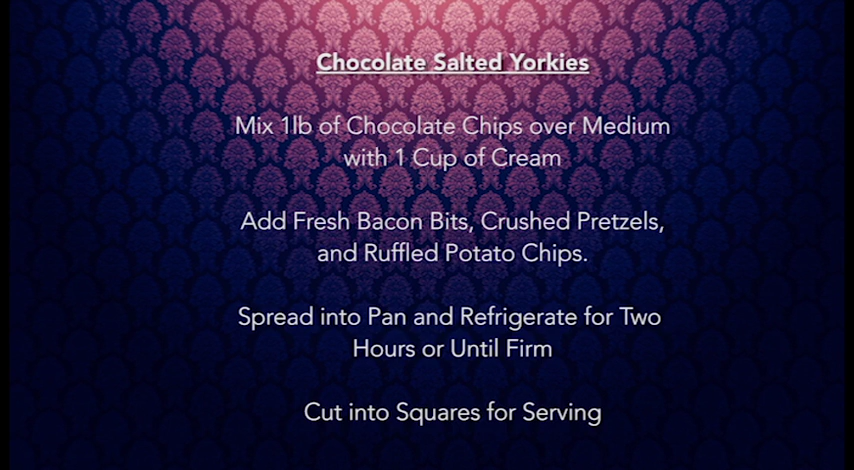 Chocolate Salted Yorkies
Mix 1lb of Chocolate Chips over Medium
with 1 Cup of Cream
Add Fresh Bacon Bits, Crushed Pretzels,
and Ruffled Potato Chips.
Spread into Pan and Refrigerate for Two
Hours or Until Firm
Cut into Squares for Serving